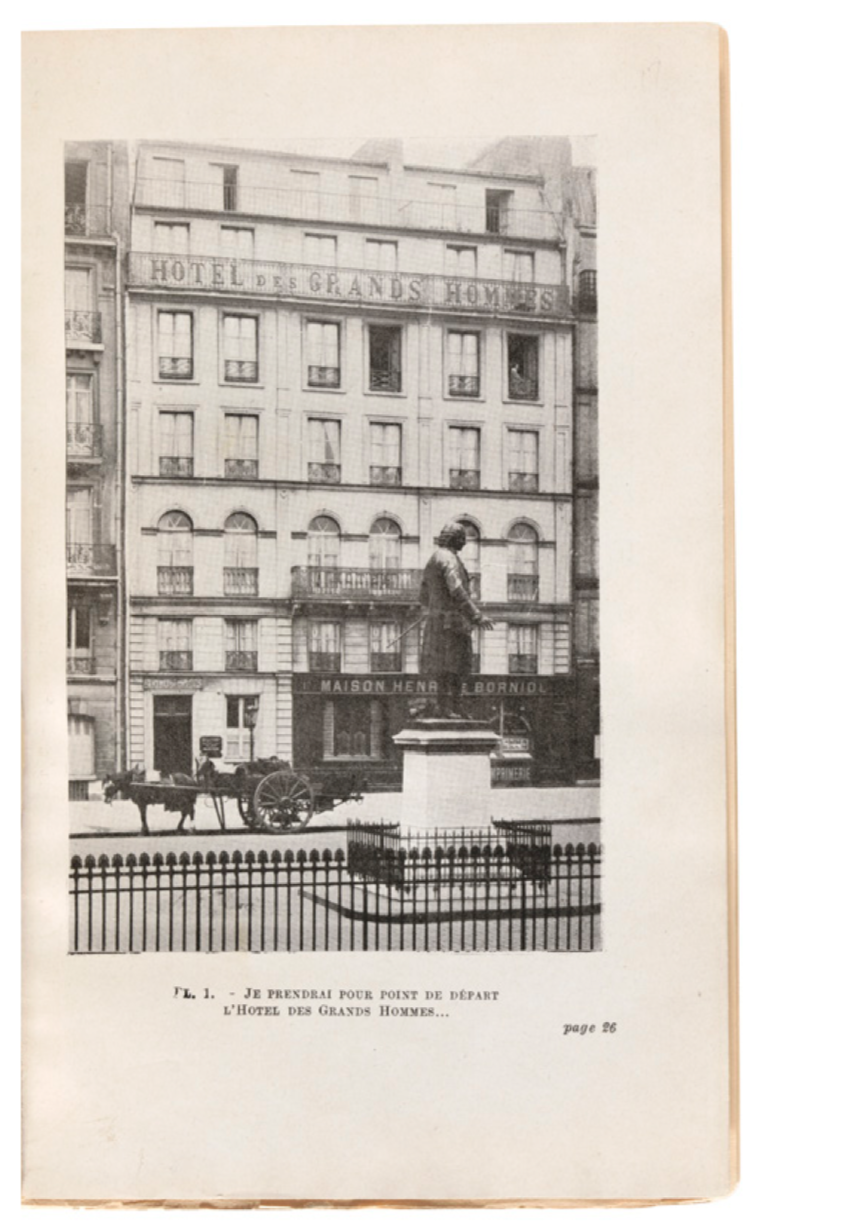 HOTEL DES GRANDS HOMMES
MAISON HENRI DE BORNIOL
IMPRIMERIE
PL. 1. - JE PRENDRAI POUR POINT DE DÉPART
L'HOTEL DES GRANDS HOMMES...
page 26